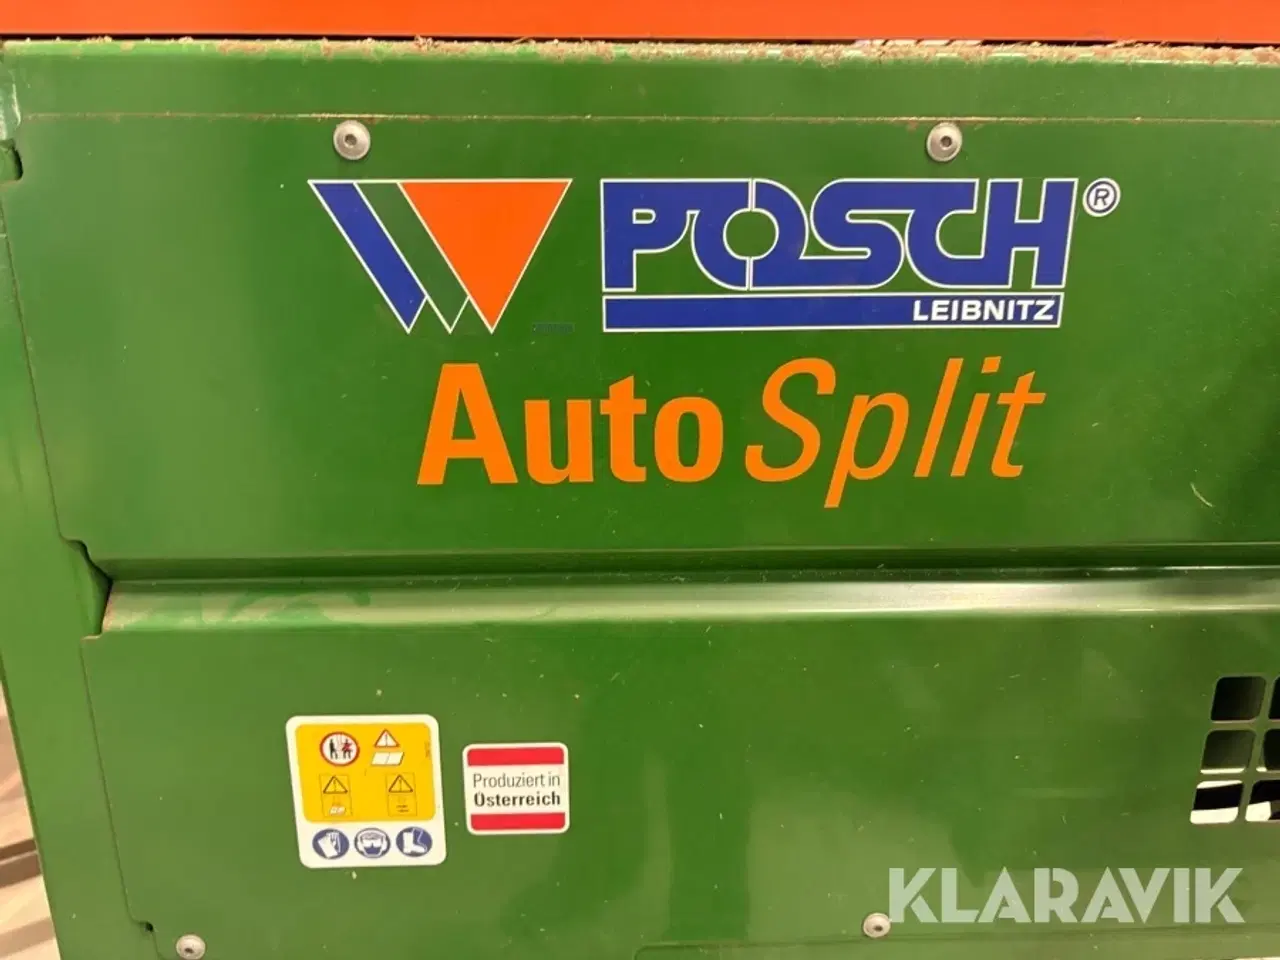 POSCH®
LEIBNITZ
Auto Split
Produziert in
Österreich
KLARAVIK